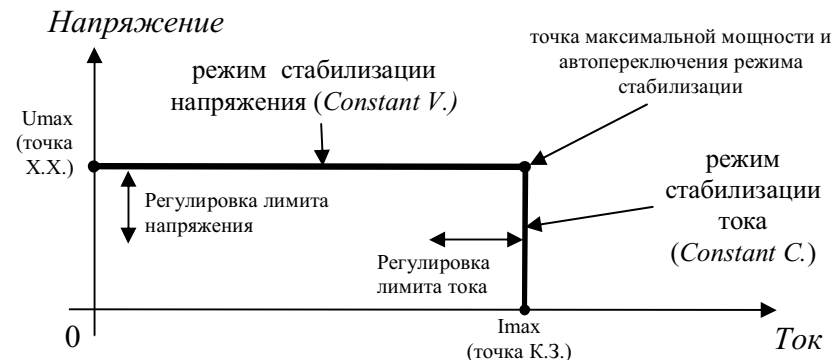 Напряжение
точка максимальной мощности и
автопереключения режима
стабилизации
режим стабилизации
напряжения (Constant V.)
Umax
(точка
Х.Х.)
режим
стабилизации
тока
(Constant C.)
Регулировка лимита
напряжения
Регулировка
лимита тока
0
Imax
(точка К.З.)
Ток